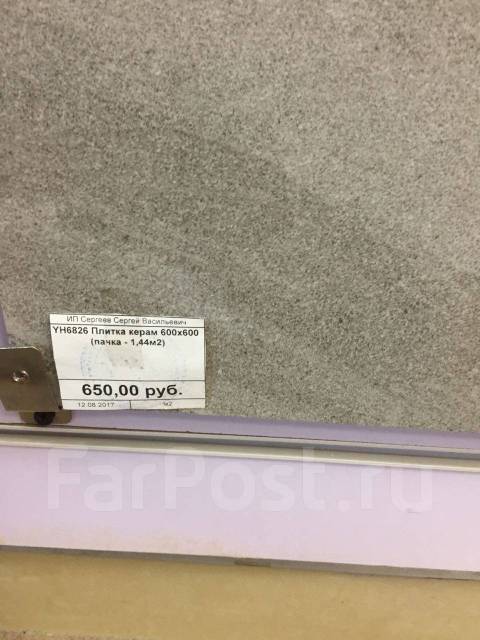 ИП Сергеев Сергей Васильевич
YH6826 Плитка керам 600х600
(пачка - 1,44м2)
650,00 руб.
12.08.2017 м2
FarPost.ru